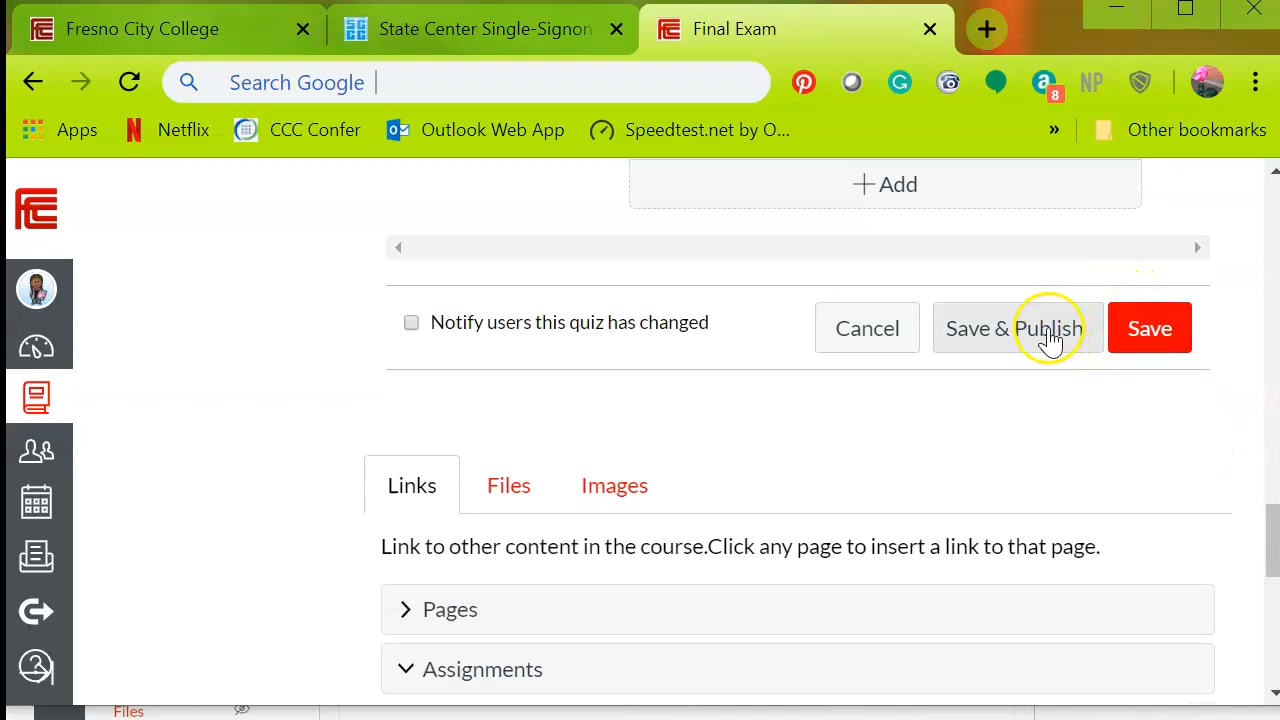 Fresno City College
State Center Single-Signon
Final Exam
Search Google
8
NP
Apps
Netflix
CCC Confer
Outlook Web App
Speedtest.net by O...
»
Other bookmarks
FCC
+ Add
Notify users this quiz has changed
Cancel
Save & Publish
Save
Links
Files
Images
Link to other content in the course.Click any page to insert a link to that page.
Pages
Assignments
Files